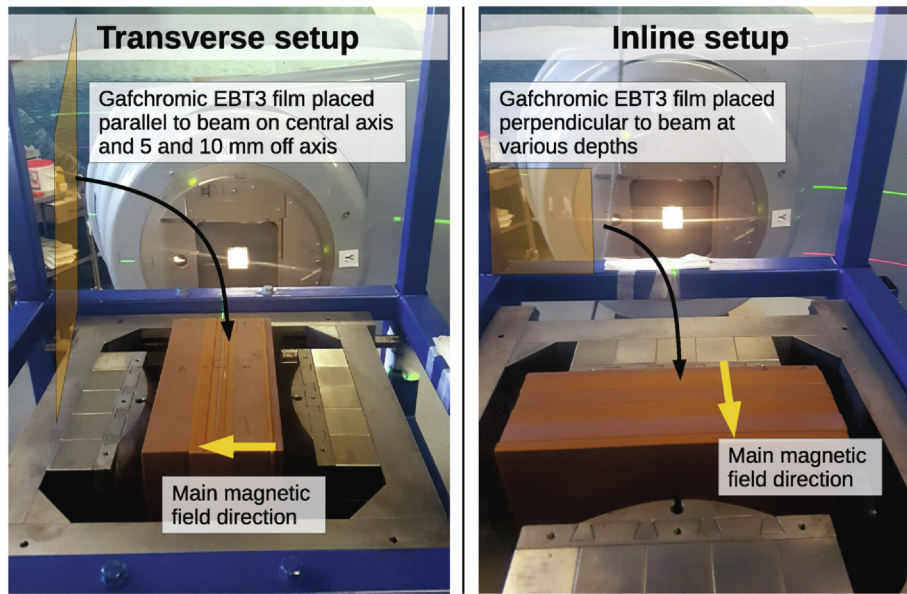 Transverse setup
Gafchromic EBT3 film placed
parallel to beam on central axis
and 5 and 10 mm off axis
Y
Main magnetic
field direction
Inline setup
Gafchromic EBT3 film placed
perpendicular to beam at
various depths
Y
Main magnetic
field direction